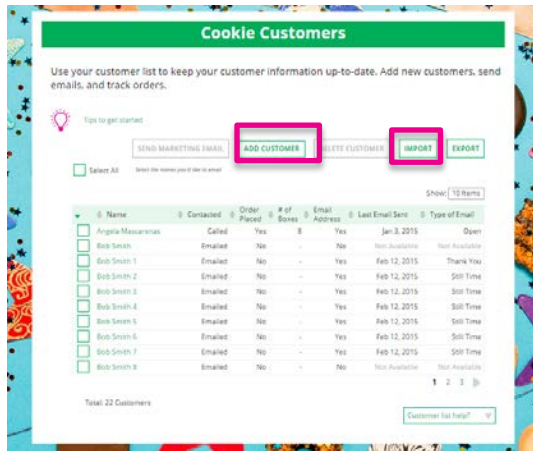 Cookie Customers
Use your customer list to keep your customer information up-to-date. Add new customers, send
emails, and track orders.
Tips to get started
SEND MARKETING EMAIL ADD CUSTOMER DELETE CUSTOMER IMPORT EXPORT
Select All Select the names you'd like to email
Show: 10 Items
Name Contacted Order Placed # of Boxes Email Address Last Email Sent Type of Email
Angela Mascarenas Called Yes 8 Yes Jan 3, 2015 Open
Bob Smith Emailed No - No Not Available Not Available
Bob Smith 1 Emailed No - Yes Feb 12, 2015 Thank You
Bob Smith 2 Emailed No - Yes Feb 12, 2015 Still Time
Bob Smith 3 Emailed No - Yes Feb 12, 2015 Still Time
Bob Smith 4 Emailed No - Yes Feb 12, 2015 Still Time
Bob Smith 5 Emailed No - Yes Feb 12, 2015 Still Time
Bob Smith 6 Emailed No - Yes Feb 12, 2015 Still Time
Bob Smith 7 Emailed No - Yes Feb 12, 2015 Still Time
Bob Smith 8 Emailed No - No Not Available Not Available
1 2 3
Total: 22 Customers
Customer list help?